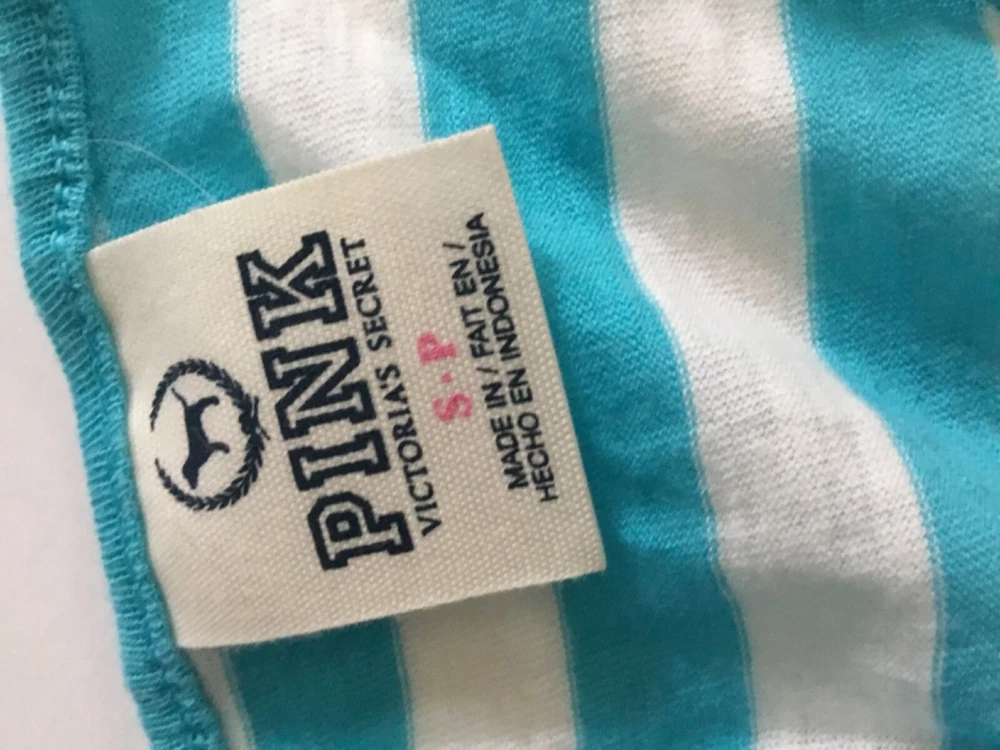 PINK
VICTORIA'S SECRET
S·P
MADE IN / FAIT EN /
HECHO EN INDONESIA